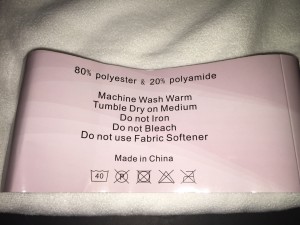 80% polyester & 20% polyamide
Machine Wash Warm
Tumble Dry on Medium
Do not Iron
Do not Bleach
Do not use Fabric Softener
Made in China
40